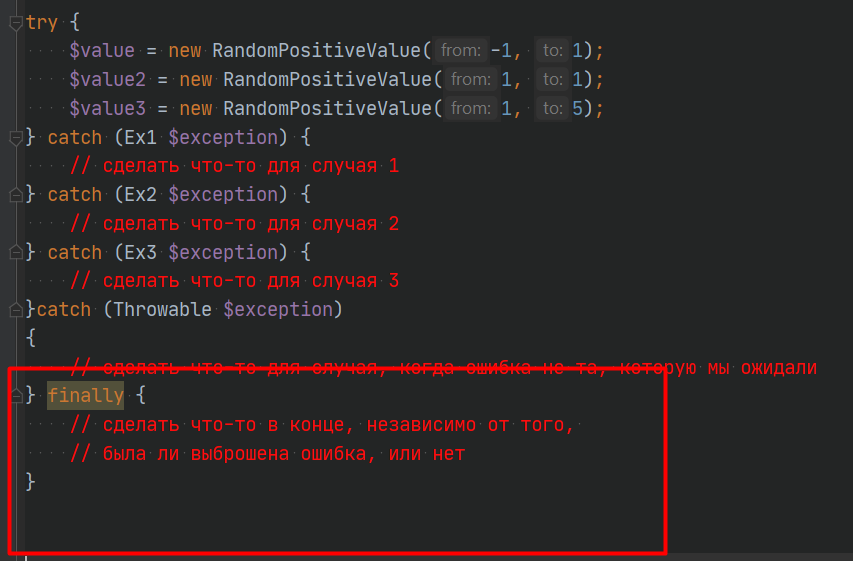 try {
$value = new RandomPositiveValue( from: -1, to: 1);
$value2 = new RandomPositiveValue( from: 1, to: 1);
$value3 = new RandomPositiveValue( from: 1, to: 5);
} catch (Ex1 $exception) {
// сделать что-то для случая 1
} catch (Ex2 $exception) {
// сделать что-то для случая 2
} catch (Ex3 $exception) {
// сделать что-то для случая 3
}catch (Throwable $exception)
{
// сделать что-то для случая, когда ошибка не та, которую мы ожидали
} finally {
// сделать что-то в конце, независимо от того,
// была ли выброшена ошибка, или нет
}